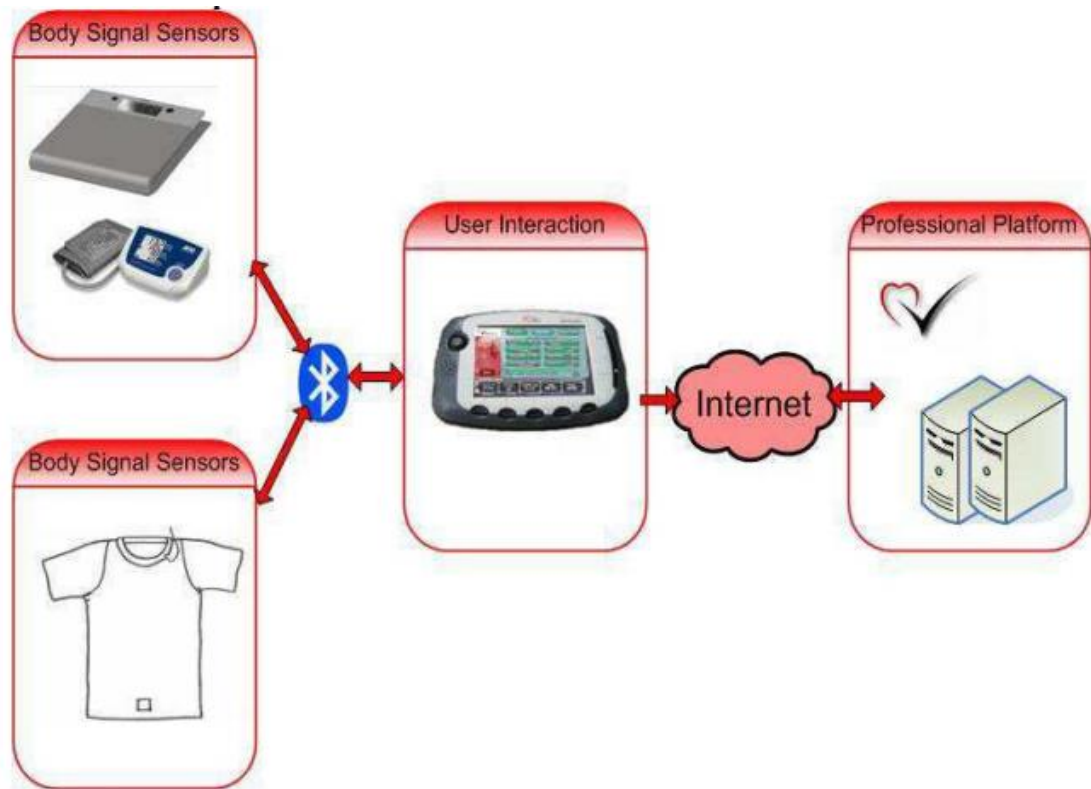 Body Signal Sensors
User Interaction
Professional Platform
Internet
Body Signal Sensors